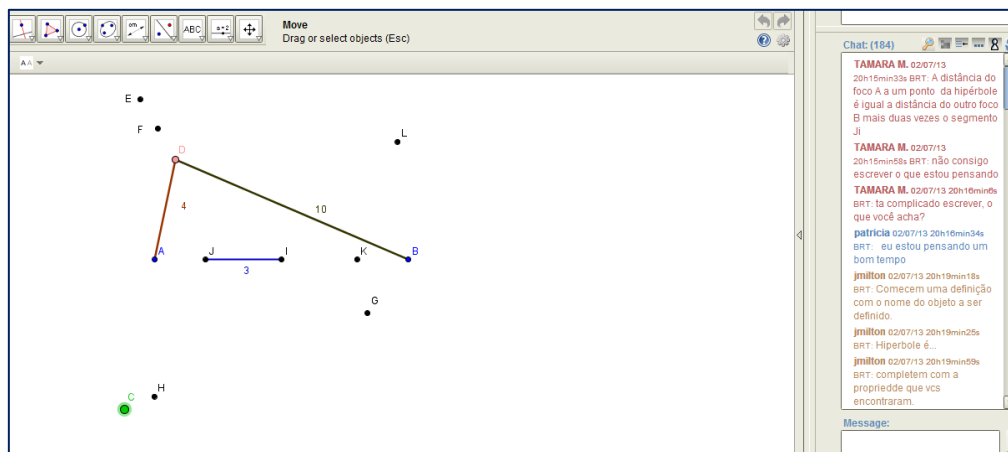 ABC
a=2
Move
Drag or select objects (Esc)
A A
E
F
D
L
4
10
A
J
I
K
B
3
G
C
H
Chat: (184)
TAMARA M. 02/07/13
20h15min33s BRT: A distância do
foco A a um ponto da hipérbole
é igual a distância do outro foco
B mais duas vezes o segmento
Ji
TAMARA M. 02/07/13
20h15min58s BRT: não consigo
escrever o que estou pensando
TAMARA M. 02/07/13 20h16min6s
BRT: ta complicado escrever, o
que você acha?
patricia 02/07/13 20h16min34s
BRT: eu estou pensando um
bom tempo
jmilton 02/07/13 20h19min18s
BRT: Comecem uma definição
com o nome do objeto a ser
definido.
jmilton 02/07/13 20h19min25s
BRT: Hiperbole é...
jmilton 02/07/13 20h19min59s
BRT: completem com a
propriedde que vcs
encontraram.
Message: